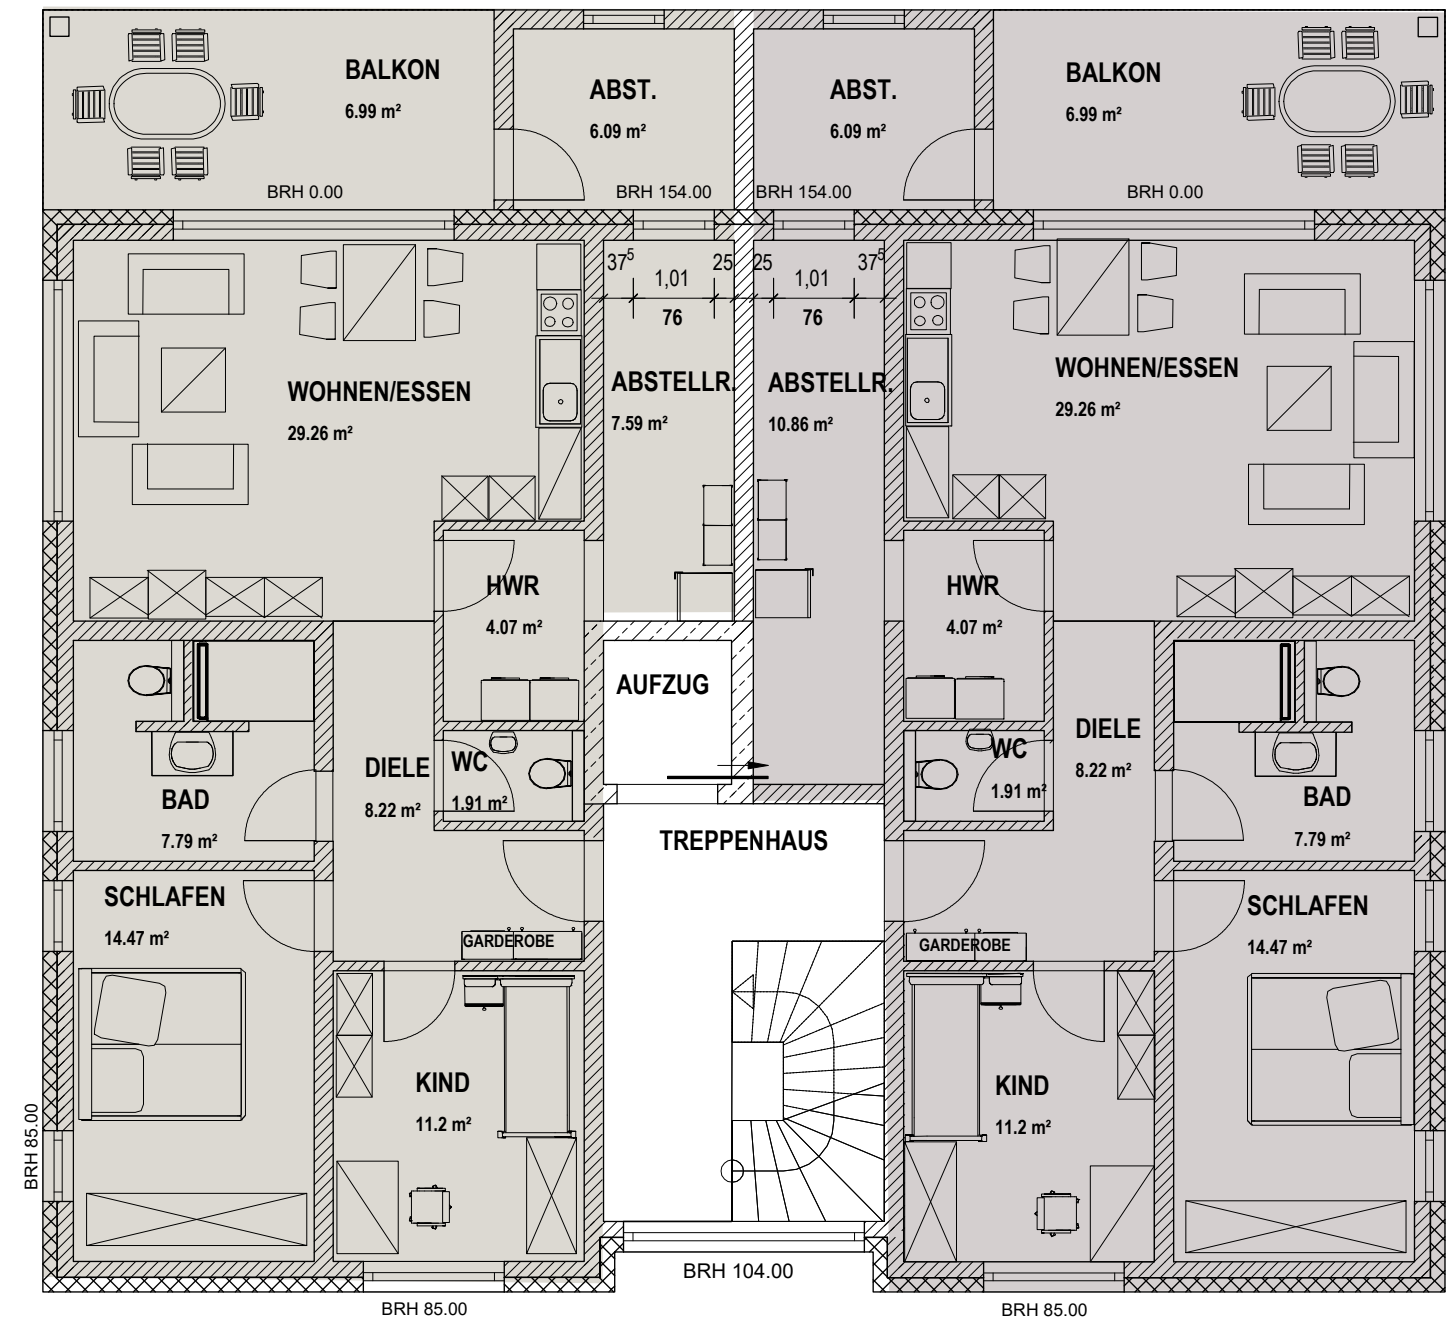 BALKON
6.99 m²
ABST.
6.09 m²
ABST.
6.09 m²
BALKON
6.99 m²
BRH 0.00
BRH 154.00
BRH 154.00
BRH 0.00
37⁵
1,01
25
25
1,01
37⁵
76
76
WOHNEN/ESSEN
29.26 m²
ABSTELLR.
7.59 m²
ABSTELLR.
10.86 m²
WOHNEN/ESSEN
29.26 m²
HWR
4.07 m²
HWR
4.07 m²
AUFZUG
DIELE
8.22 m²
WC
1.91 m²
WC
1.91 m²
DIELE
8.22 m²
BAD
7.79 m²
BAD
7.79 m²
TREPPENHAUS
SCHLAFEN
14.47 m²
SCHLAFEN
14.47 m²
GARDEROBE
GARDEROBE
KIND
11.2 m²
KIND
11.2 m²
BRH 85.00
BRH 104.00
BRH 85.00
BRH 85.00